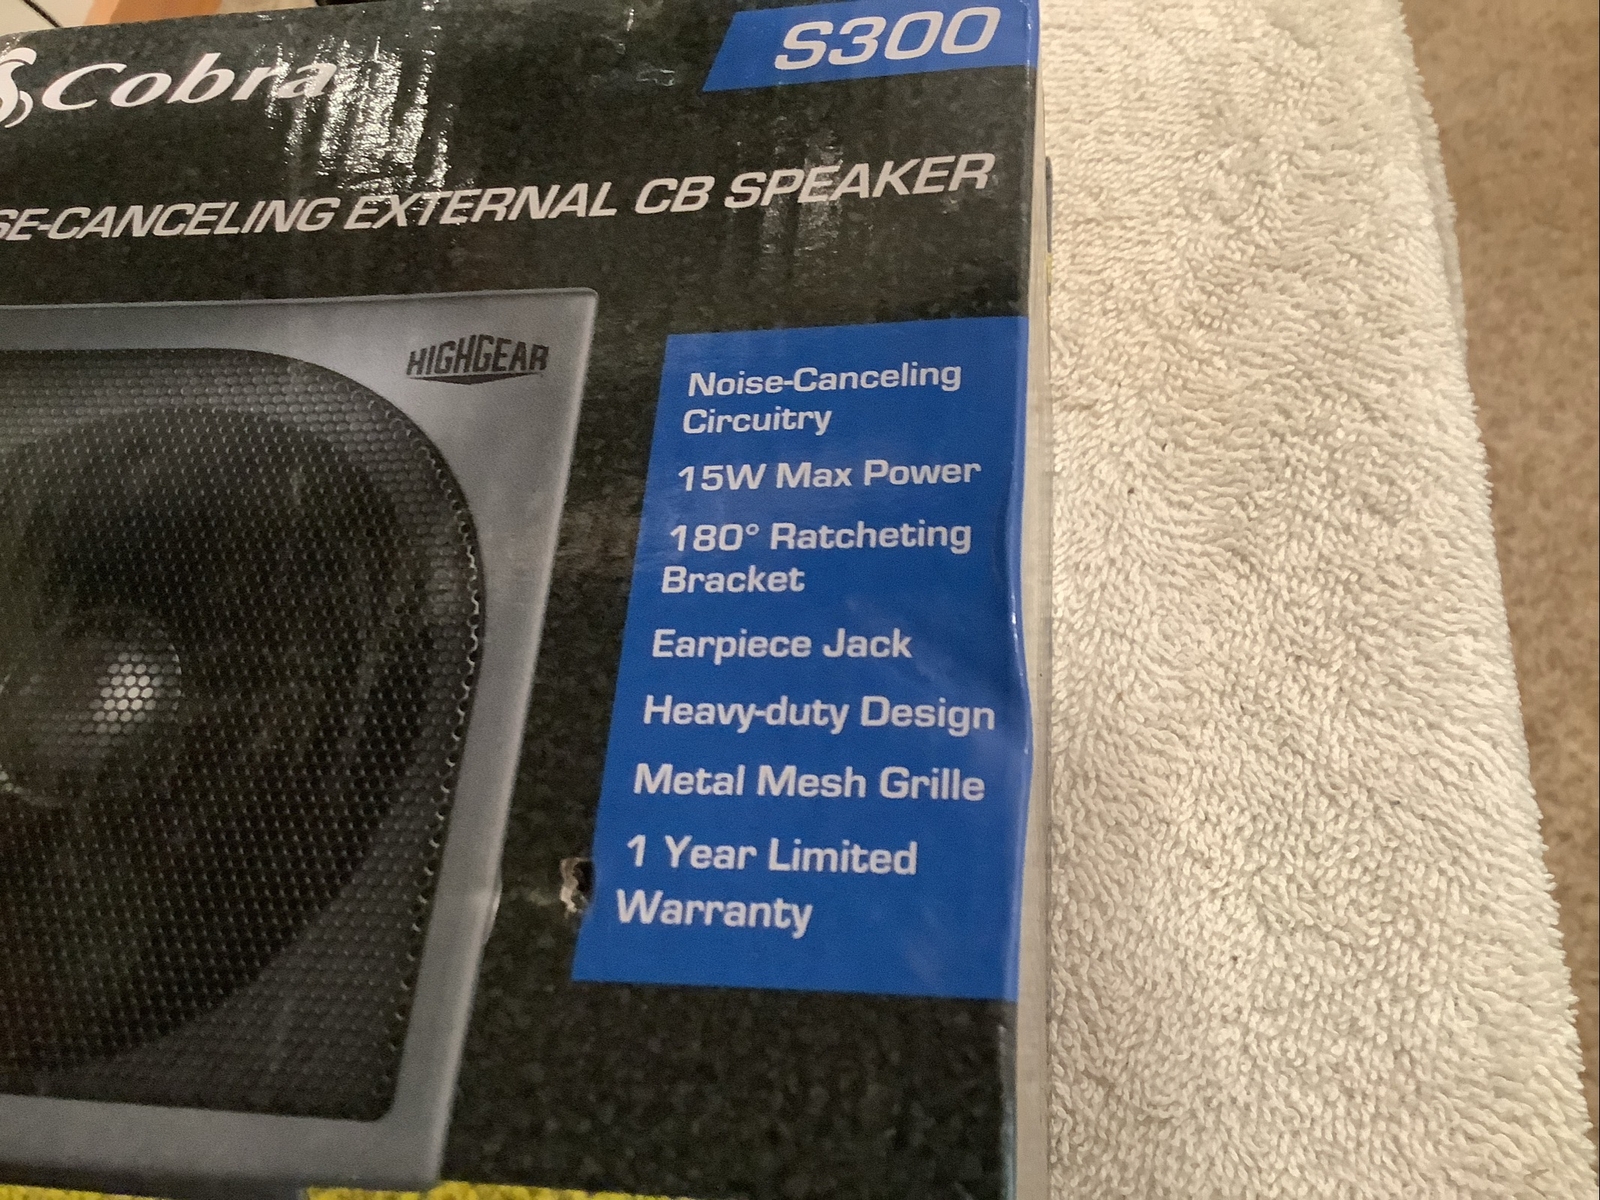 Cobra
S300
SE-CANCELING EXTERNAL CB SPEAKER
HIGHGEAR
Noise-Canceling
Circuitry
15W Max Power
180° Ratcheting
Bracket
Earpiece Jack
Heavy-duty Design
Metal Mesh Grille
1 Year Limited
Warranty